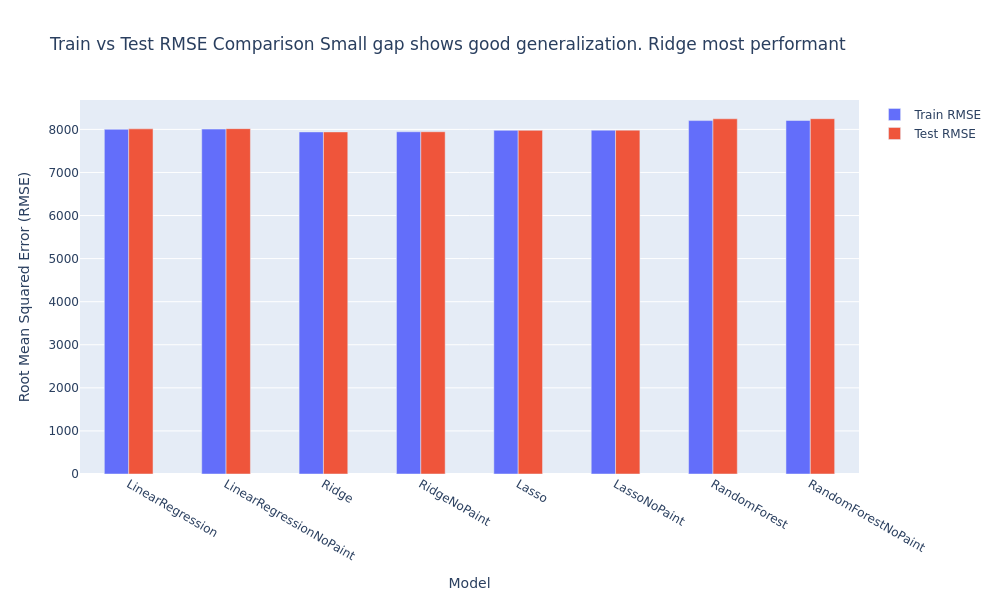 Train vs Test RMSE Comparison Small gap shows good generalization. Ridge most performant
Train RMSE
Test RMSE
Root Mean Squared Error (RMSE)
8000
7000
6000
5000
4000
3000
2000
1000
0
LinearRegression
LinearRegressionNoPaint
Ridge
RidgeNoPaint
Lasso
LassoNoPaint
RandomForest
RandomForestNoPaint
Model